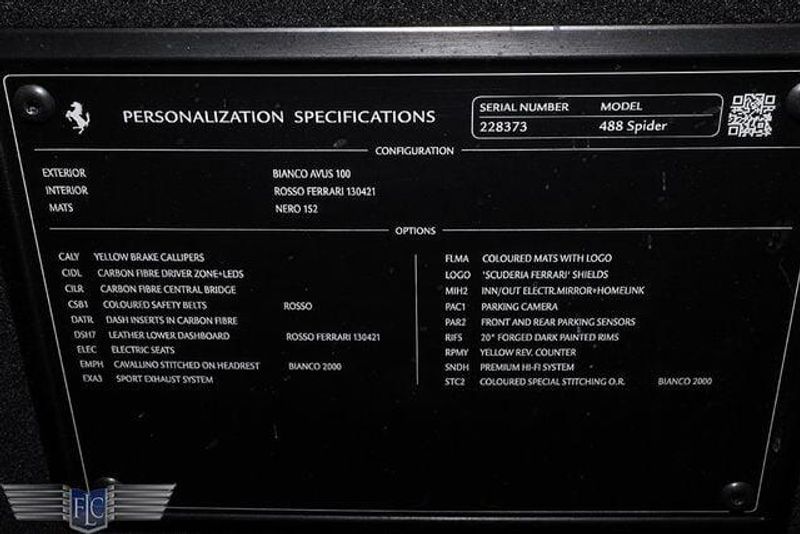 PERSONALIZATION SPECIFICATIONS
SERIAL NUMBER MODEL
228373 488 Spider
CONFIGURATION
EXTERIOR BIANCO AVUS 100
INTERIOR ROSSO FERRARI 130421
MATS NERO 152
OPTIONS
CALY YELLOW BRAKE CALLIPERS
CIDL CARBON FIBRE DRIVER ZONE+LEDS
CILR CARBON FIBRE CENTRAL BRIDGE
CSB1 COLOURED SAFETY BELTS ROSSO
DATR DASH INSERTS IN CARBON FIBRE
DSH7 LEATHER LOWER DASHBOARD ROSSO FERRARI 130421
ELEC ELECTRIC SEATS
EMPH CAVALLINO STITCHED ON HEADREST BIANCO 2000
EXA3 SPORT EXHAUST SYSTEM
FLMA COLOURED MATS WITH LOGO
LOGO 'SCUDERIA FERRARI' SHIELDS
MIH2 INN/OUT ELECTR.MIRROR+HOMELINK
PAC1 PARKING CAMERA
PAR2 FRONT AND REAR PARKING SENSORS
RIFS 20" FORGED DARK PAINTED RIMS
RPMY YELLOW REV. COUNTER
SNDH PREMIUM HI-FI SYSTEM
STC2 COLOURED SPECIAL STITCHING O.R. BIANCO 2000
FLC